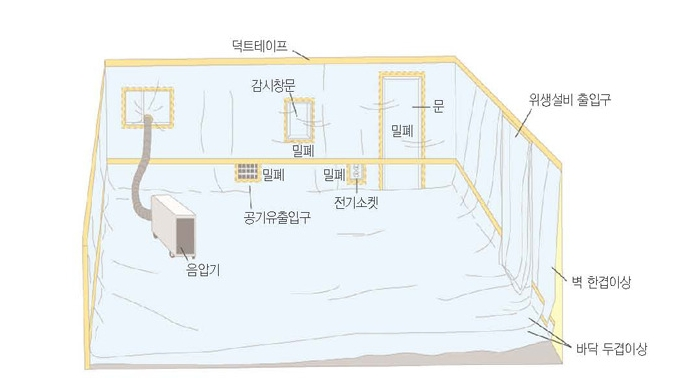 덕트테이프
감시창문
위생설비 출입구
문
밀폐
밀폐
밀폐
밀폐
전기소켓
공기유출입구
음압기
벽 한겹이상
바닥 두겹이상